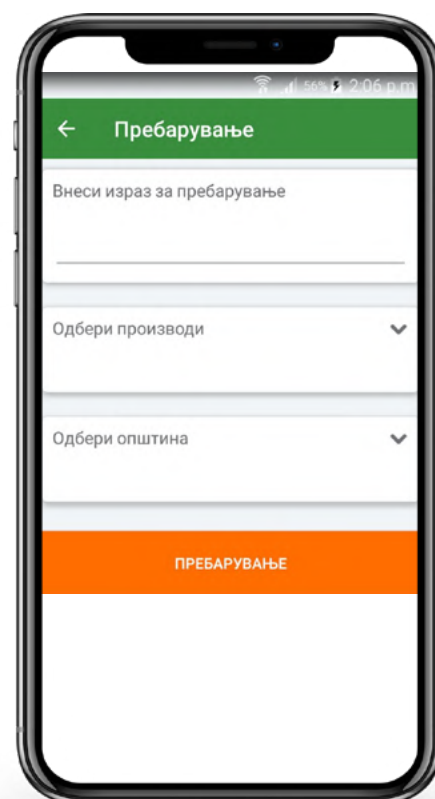 56% 2:06 p.m
Пребарување
Внеси израз за пребарување
Одбери производи
Одбери општина
ПРЕБАРУВАЊЕ